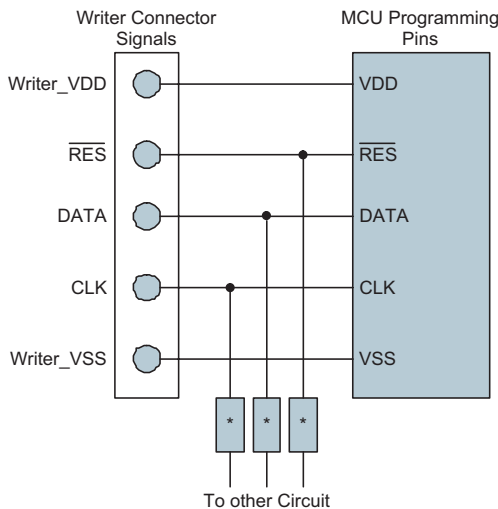 Writer Connector
Signals
MCU Programming
Pins
Writer_VDD
VDD
RES
RES
DATA
DATA
CLK
CLK
Writer_VSS
VSS
* * *
To other Circuit